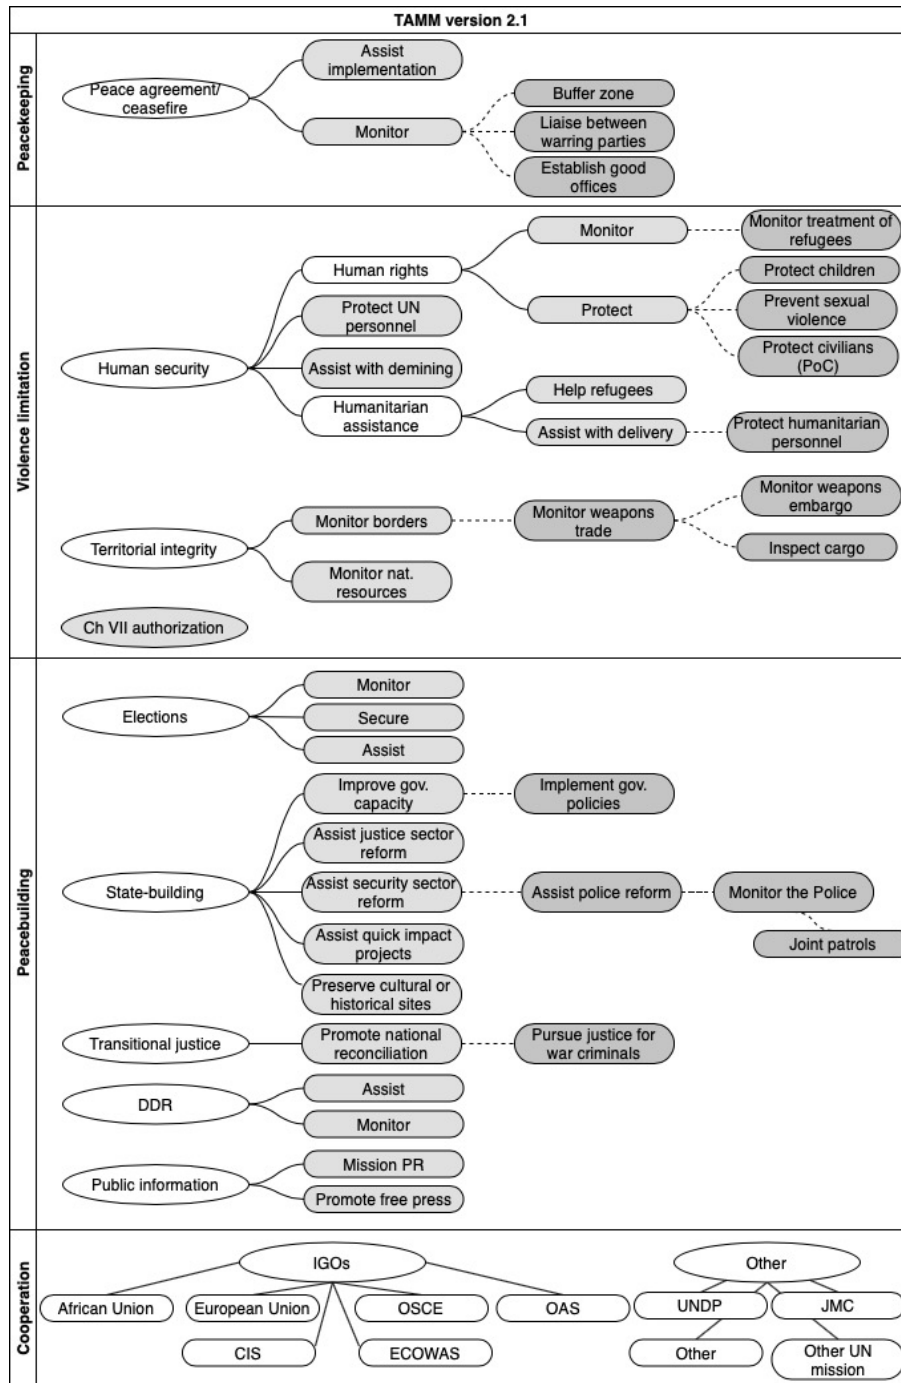 TAMM version 2.1
Peacekeeping
Peace agreement/
ceasefire
Assist
implementation
Monitor
Buffer zone
Liaise between
warring parties
Establish good
offices
Violence limitation
Human security
Human rights
Monitor
Monitor treatment of
refugees
Protect
Protect children
Prevent sexual
violence
Protect civilians
(PoC)
Protect UN
personnel
Assist with demining
Humanitarian
assistance
Help refugees
Assist with delivery
Protect humanitarian
personnel
Territorial integrity
Monitor borders
Monitor weapons
trade
Monitor weapons
embargo
Inspect cargo
Monitor nat.
resources
Ch VII authorization
Peacebuilding
Elections
Monitor
Secure
Assist
State-building
Improve gov.
capacity
Implement gov.
policies
Assist justice sector
reform
Assist security sector
reform
Assist police reform
Monitor the Police
Joint patrols
Assist quick impact
projects
Preserve cultural or
historical sites
Transitional justice
Promote national
reconciliation
Pursue justice for
war criminals
DDR
Assist
Monitor
Public information
Mission PR
Promote free press
Cooperation
IGOs
African Union
European Union
OSCE
OAS
CIS
ECOWAS
Other
UNDP
JMC
Other
Other UN
mission